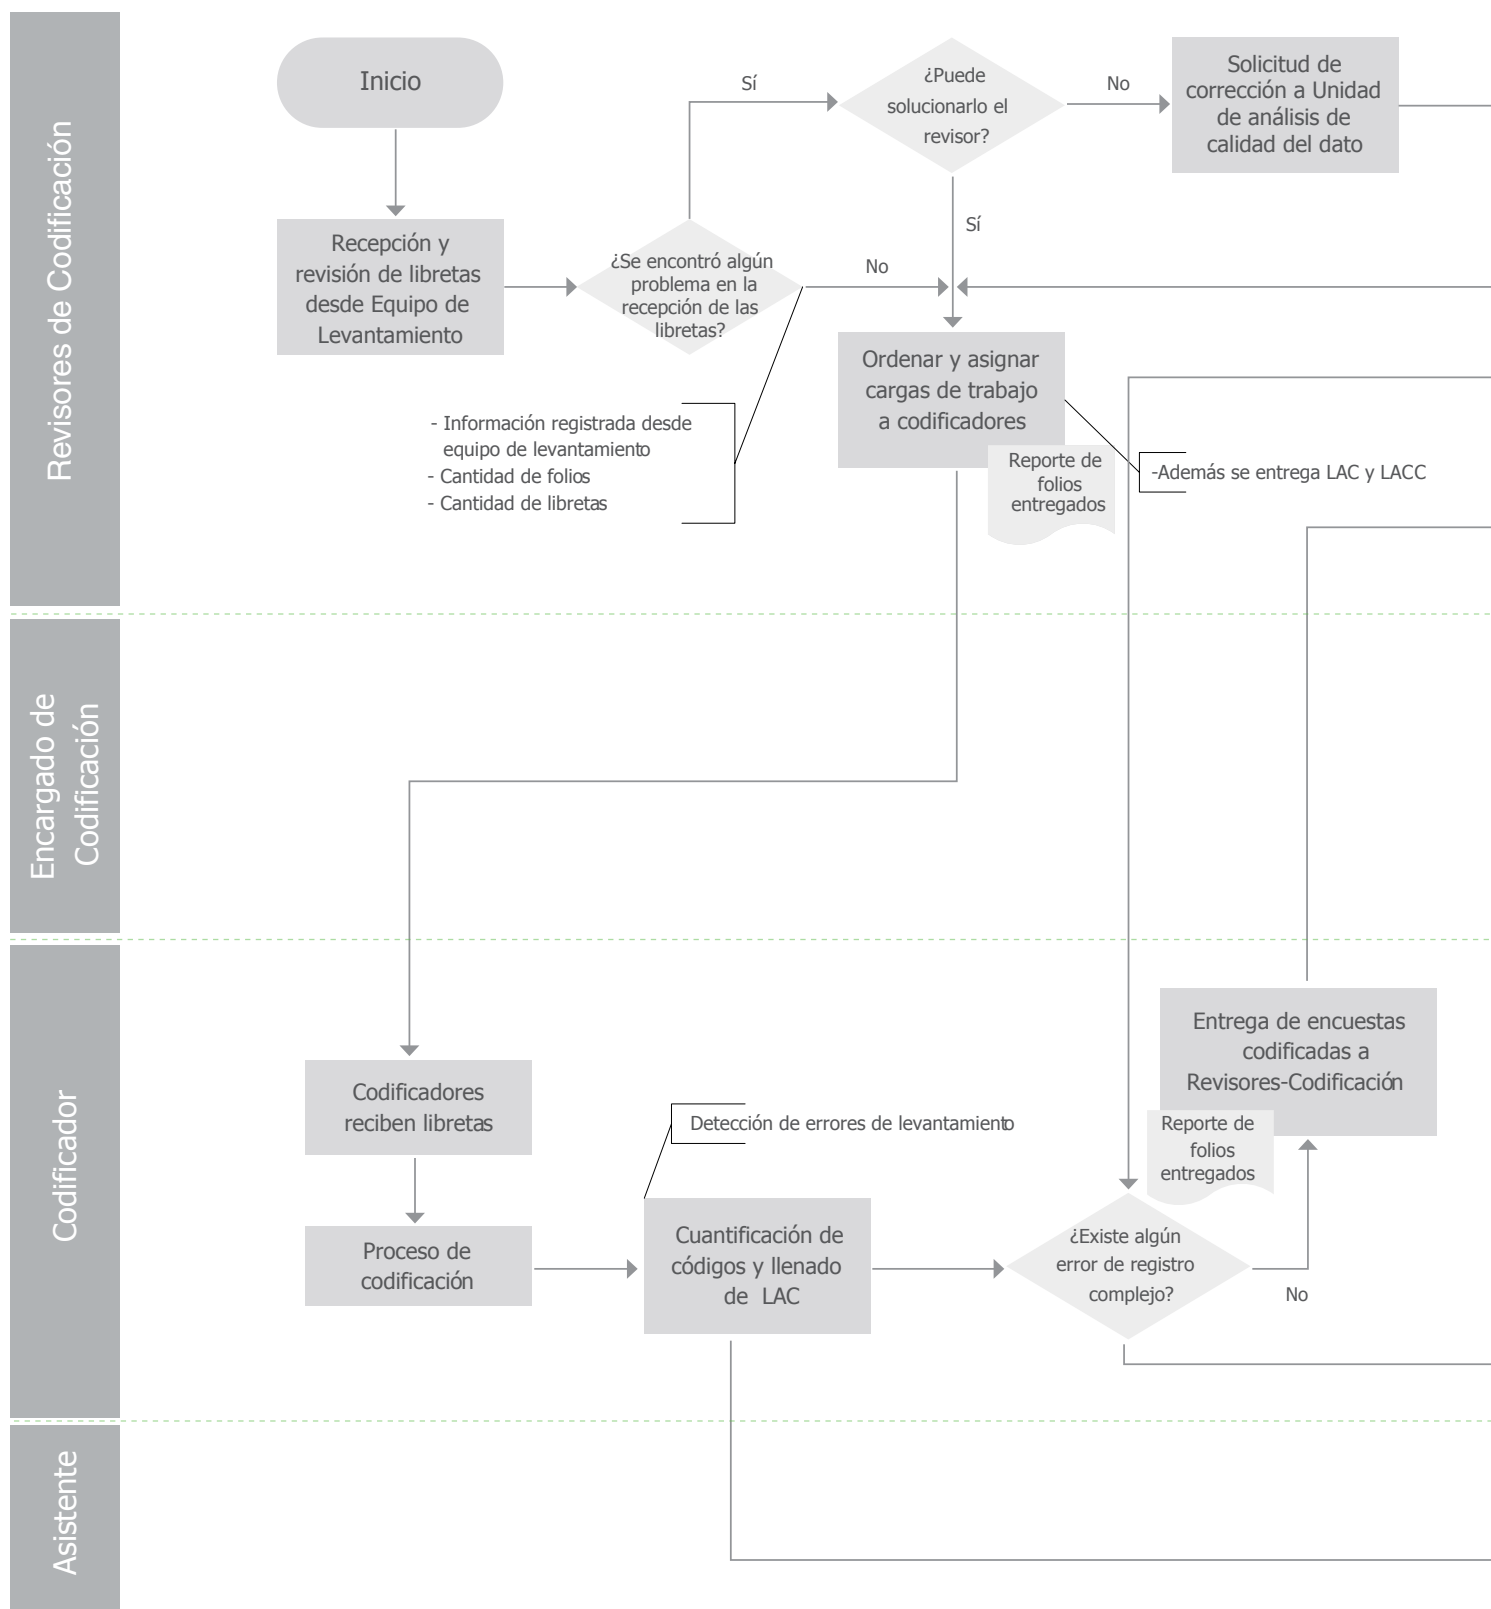 Revisores de Codificación
Inicio
Sí
¿Puede
solucionarlo el
revisor?
No
Solicitud de
corrección a Unidad
de análisis de
calidad del dato
Recepción y
revisión de libretas
desde Equipo de
Levantamiento
¿Se encontró algún
problema en la
recepción de las
libretas?
No
Sí
Ordenar y asignar
cargas de trabajo
a codificadores
- Información registrada desde
equipo de levantamiento
- Cantidad de folios
- Cantidad de libretas
Reporte de
folios
entregados
-Además se entrega LAC y LACC
Encargado de
Codificación
Codificador
Entrega de encuestas
codificadas a
Revisores-Codificación
Reporte de
folios
entregados
Codificadores
reciben libretas
Detección de errores de levantamiento
Proceso de
codificación
Cuantificación de
códigos y llenado
de LAC
¿Existe algún
error de registro
complejo?
No
Asistente